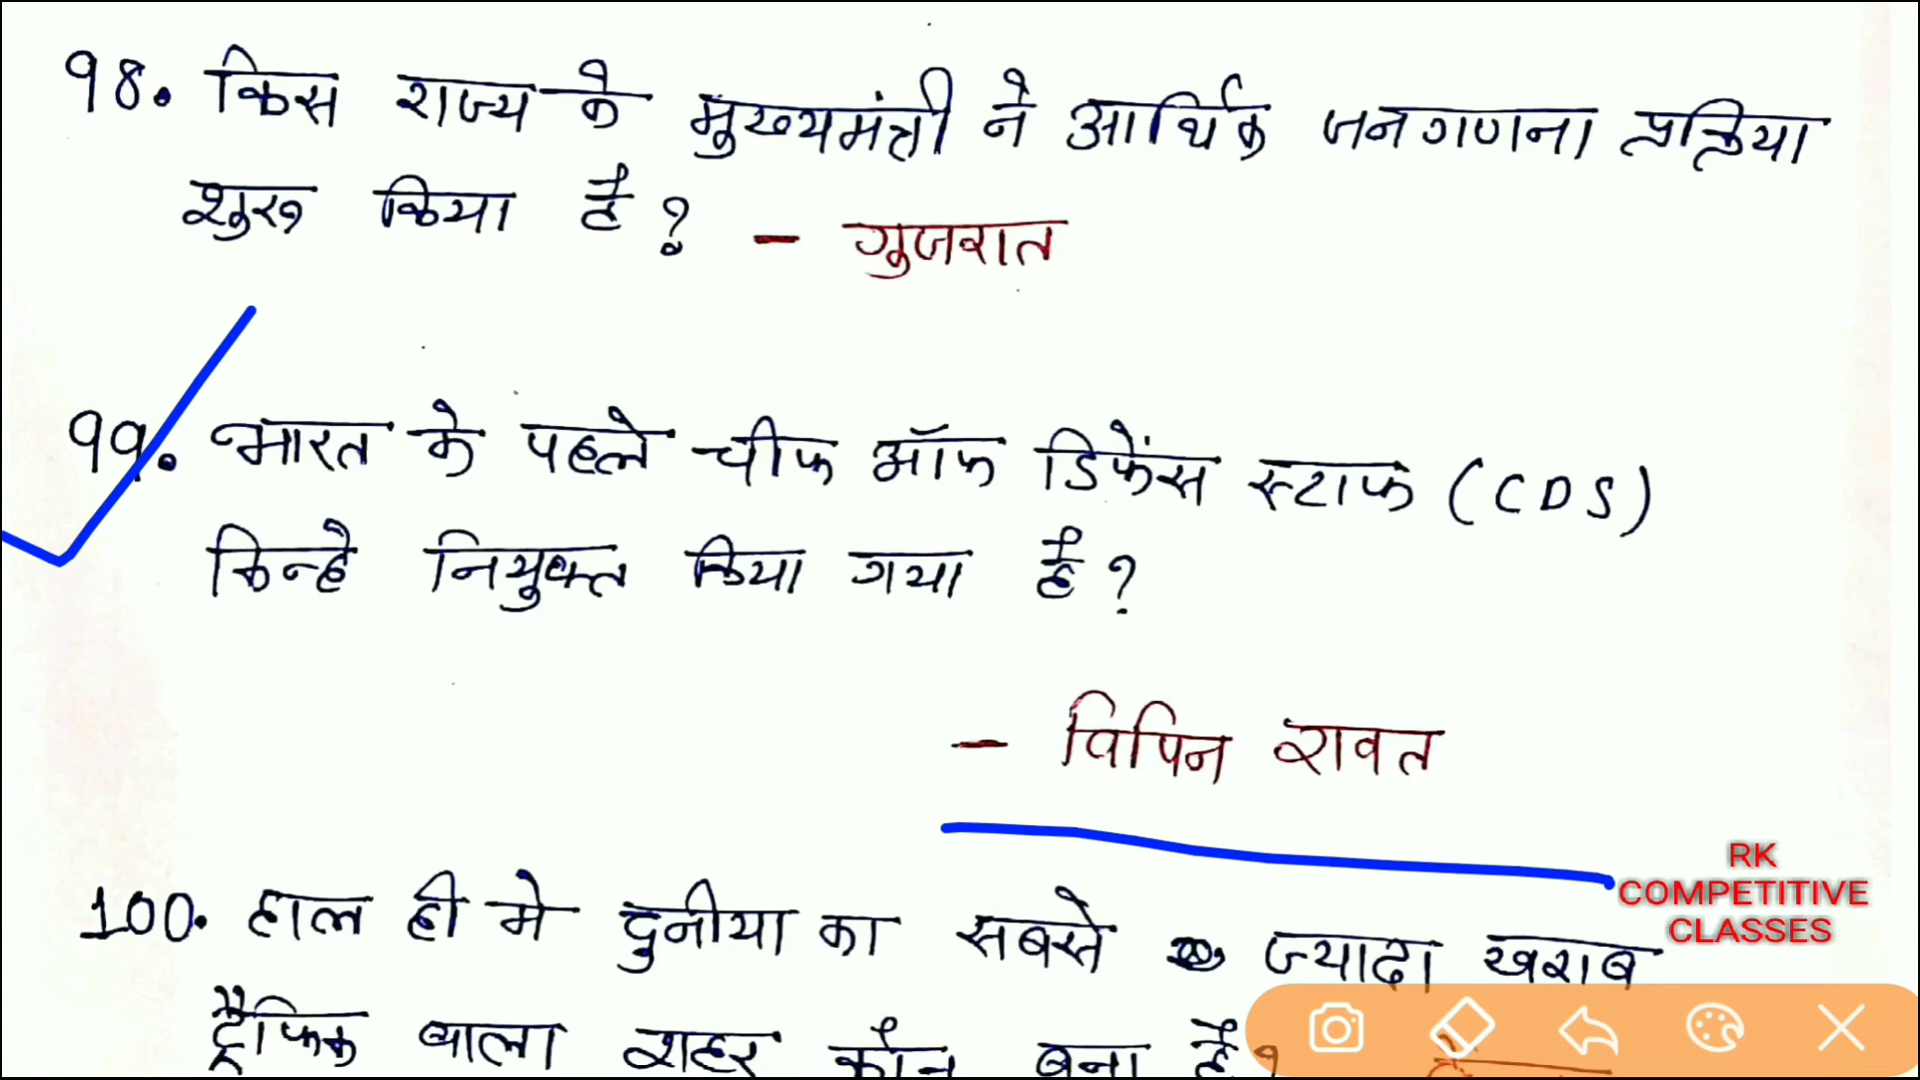 98. किस राज्य के मुख्यमंत्री ने आर्थिक जनगणना प्रक्रिया
शुरू किया है? - गुजरात
99. भारत के पहले चीफ ऑफ डिफेंस स्टाफ (CDS)
किन्हे नियुक्त किया गया है?
- विपिन रावत
100. हाल ही मे दुनीया का सबसे ज्यादा खराब
ट्रैफिक वाला शहर कौन बना है?
RK
COMPETITIVE
CLASSES